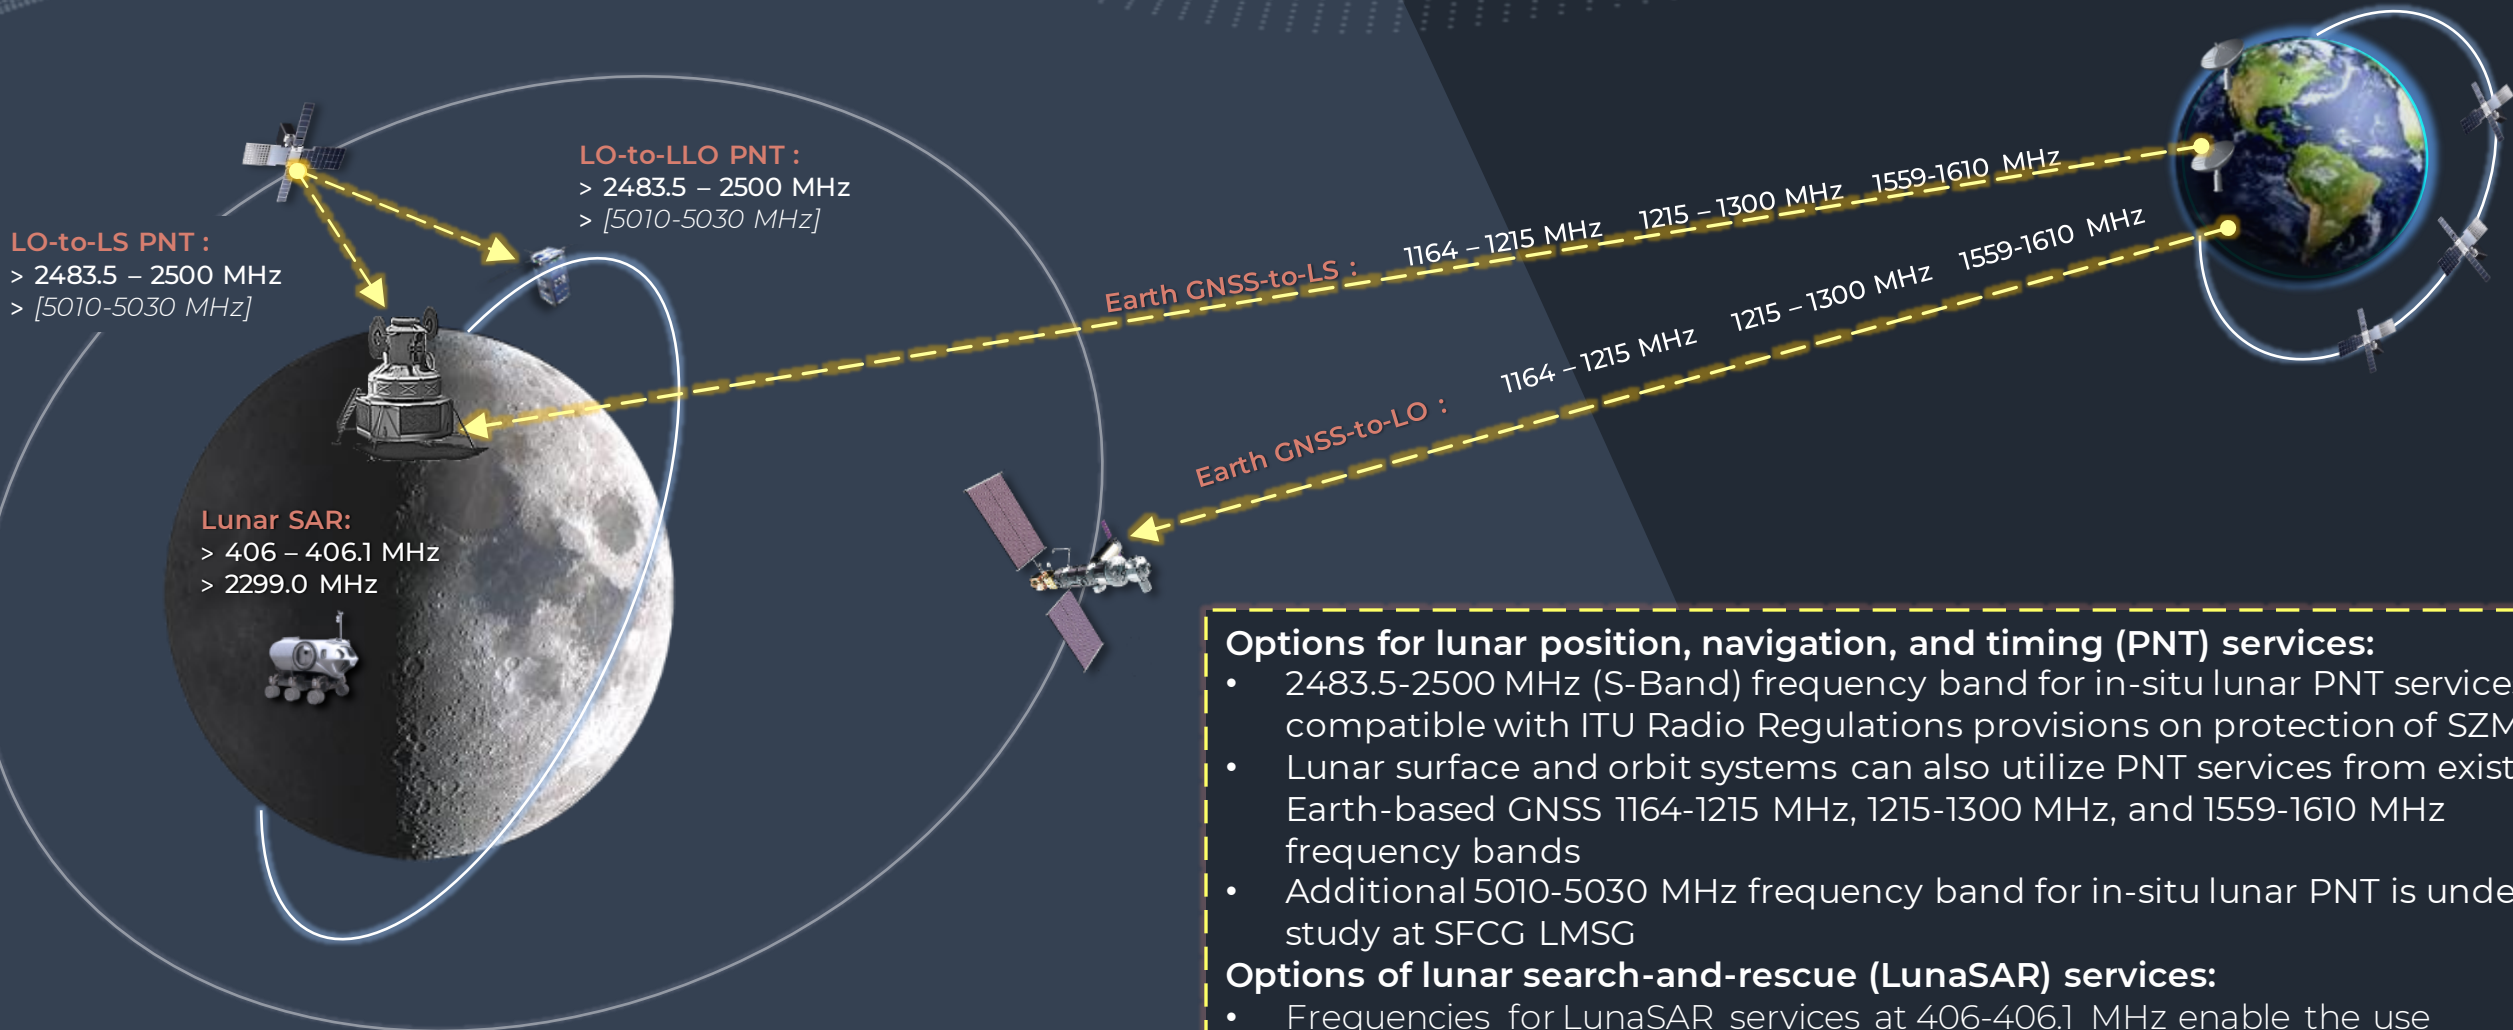 LO-to-LLO PNT :
> 2483.5 – 2500 MHz
> [5010-5030 MHz]
LO-to-LS PNT :
> 2483.5 – 2500 MHz
> [5010-5030 MHz]
Earth GNSS-to-LS : 1164 – 1215 MHz 1215 – 1300 MHz 1559-1610 MHz
Earth GNSS-to-LO : 1164 – 1215 MHz 1215 – 1300 MHz 1559-1610 MHz
Lunar SAR:
> 406 – 406.1 MHz
> 2299.0 MHz
Options for lunar position, navigation, and timing (PNT) services:
• 2483.5-2500 MHz (S-Band) frequency band for in-situ lunar PNT service
compatible with ITU Radio Regulations provisions on protection of SZM
• Lunar surface and orbit systems can also utilize PNT services from exist
Earth-based GNSS 1164-1215 MHz, 1215-1300 MHz, and 1559-1610 MHz
frequency bands
• Additional 5010-5030 MHz frequency band for in-situ lunar PNT is unde
study at SFCG LMSG
Options of lunar search-and-rescue (LunaSAR) services:
• Frequencies for LunaSAR services at 406-406.1 MHz enable the use